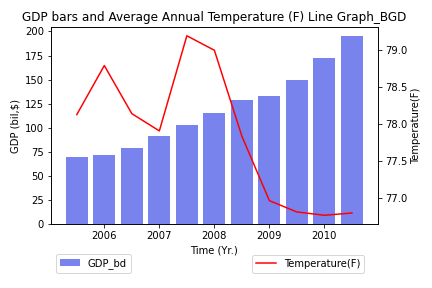 GDP bars and Average Annual Temperature (F) Line Graph_BGD
200
175
150
125
100
75
50
25
0
GDP (bil,$)
79.0
78.5
78.0
77.5
77.0
Temperature(F)
2006 2007 2008 2009 2010
Time (Yr.)
GDP_bd
Temperature(F)